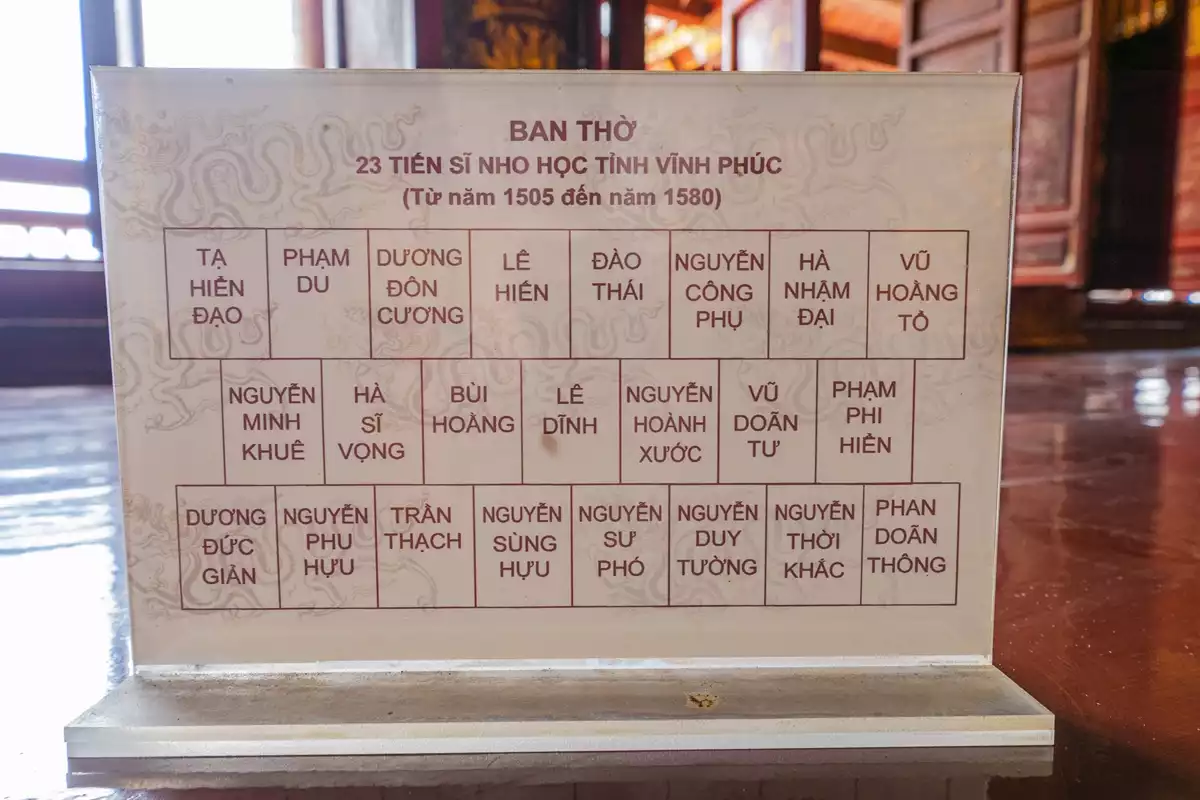 BAN THỜ
23 TIẾN SĨ NHO HỌC TỈNH VĨNH PHÚC
(Từ năm 1505 đến năm 1580)
TẠ HIỂN ĐẠO
PHẠM DU
DƯƠNG ĐÔN CƯƠNG
LÊ HIẾN
ĐÀO THÁI
NGUYỄN CÔNG PHỤ
HÀ NHẬM ĐẠI
VŨ HOẰNG TỔ
NGUYỄN MINH KHUÊ
HÀ SĨ VỌNG
BÙI HOẰNG
LÊ DĨNH
NGUYỄN HOÀNH XƯỚC
VŨ DOÃN TƯ
PHẠM PHI HIỂN
DƯƠNG ĐỨC GIẢN
NGUYỄN PHU HỰU
TRẦN THẠCH
NGUYỄN SÙNG HỰU
NGUYỄN SƯ PHÓ
NGUYỄN DUY TƯỜNG
NGUYỄN THỜI KHẮC
PHAN DOÃN THÔNG